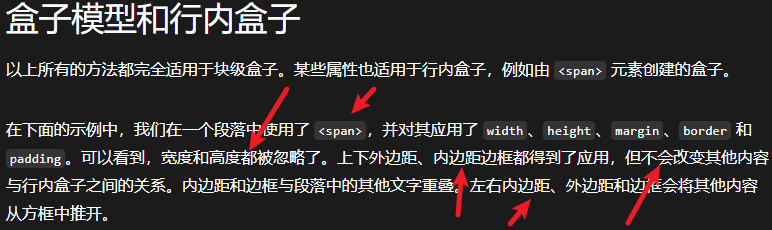 盒子模型和行内盒子
以上所有的方法都完全适用于块级盒子。某些属性也适用于行内盒子，例如由 <span> 元素创建的盒子。
在下面的示例中，我们在一个段落中使用了 <span>，并对其应用了 width、height、margin、border 和
padding。可以看到，宽度和高度都被忽略了。上下外边距、内边距边框都得到了应用，但不会改变其他内容
与行内盒子之间的关系。内边距和边框与段落中的其他文字重叠。左右内边距、外边距和边框会将其他内容
从方框中推开。